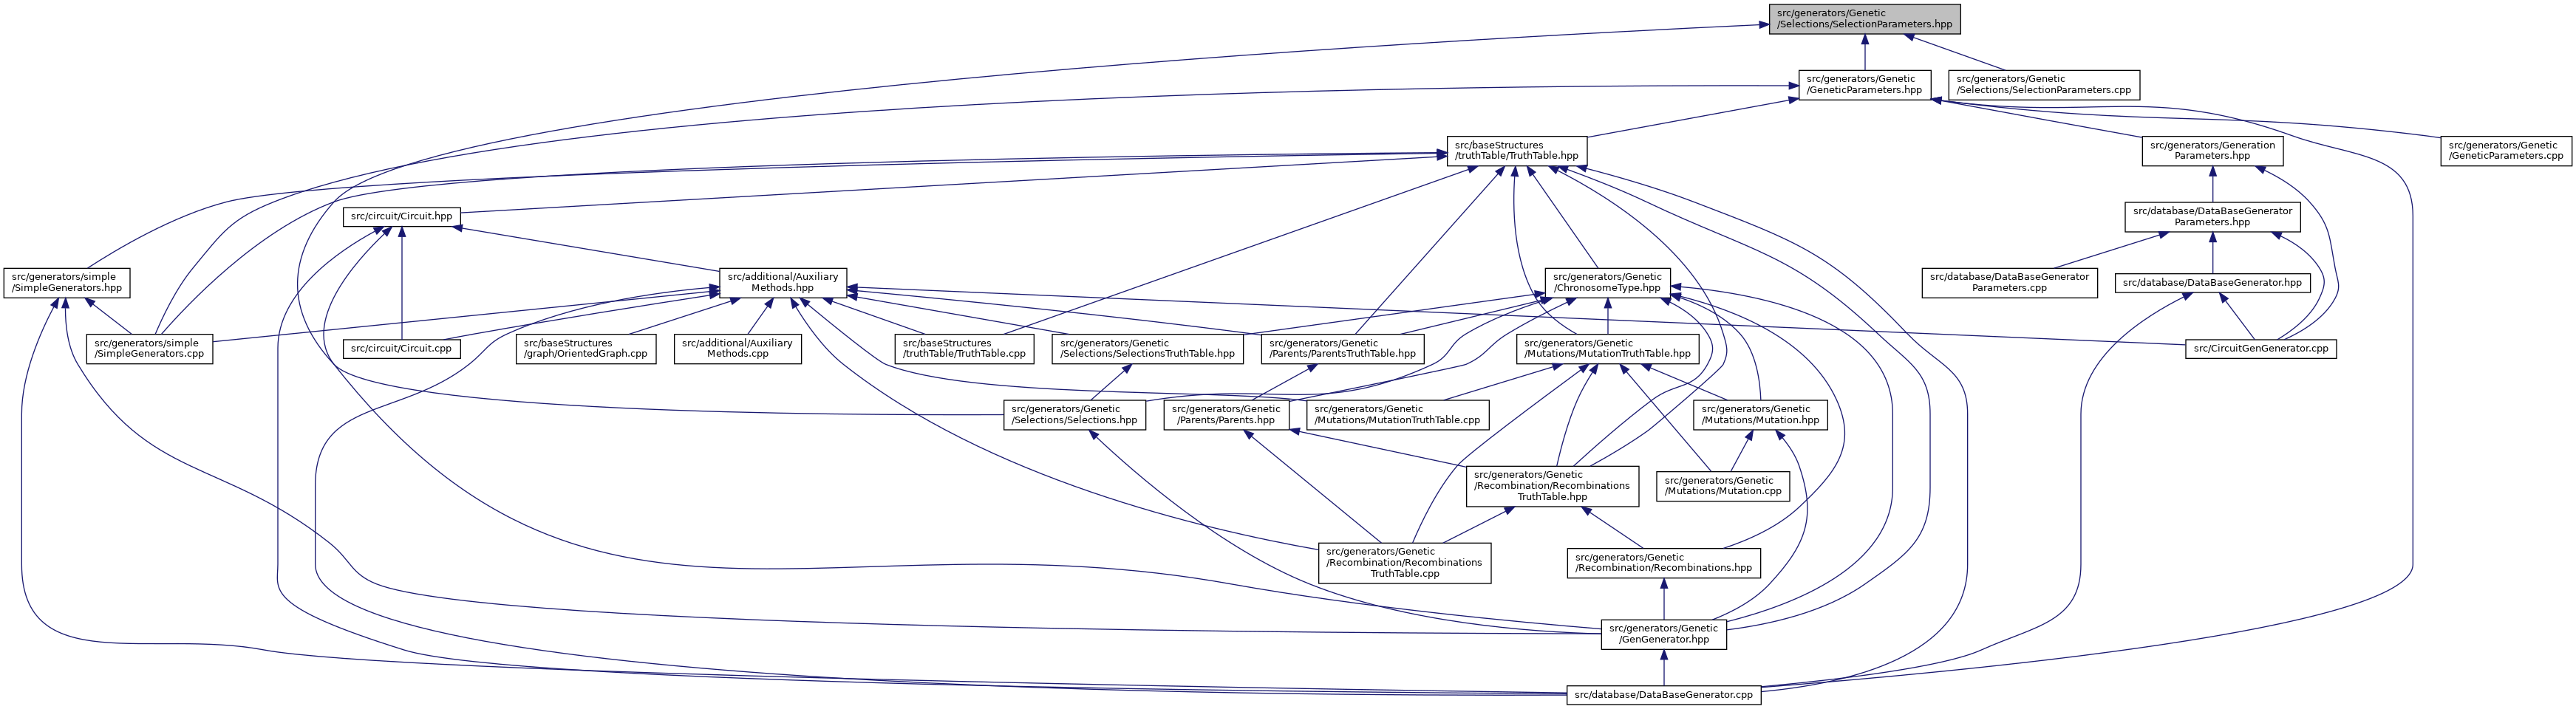 src/generators/Genetic
/Selections/SelectionParameters.hpp
src/generators/Genetic
/GeneticParameters.hpp
src/generators/Genetic
/Selections/SelectionParameters.cpp
src/baseStructures
/truthTable/TruthTable.hpp
src/generators/Generation
Parameters.hpp
src/generators/Genetic
/GeneticParameters.cpp
src/circuit/Circuit.hpp
src/database/DataBaseGenerator
Parameters.hpp
src/generators/simple
/SimpleGenerators.hpp
src/additional/Auxiliary
Methods.hpp
src/generators/Genetic
/ChronosomeType.hpp
src/database/DataBaseGenerator
Parameters.cpp
src/database/DataBaseGenerator.hpp
src/generators/simple
/SimpleGenerators.cpp
src/circuit/Circuit.cpp
src/baseStructures
/graph/OrientedGraph.cpp
src/additional/Auxiliary
Methods.cpp
src/baseStructures
/truthTable/TruthTable.cpp
src/generators/Genetic
/Selections/SelectionsTruthTable.hpp
src/generators/Genetic
/Parents/ParentsTruthTable.hpp
src/generators/Genetic
/Mutations/MutationTruthTable.hpp
src/CircuitGenGenerator.cpp
src/generators/Genetic
/Selections/Selections.hpp
src/generators/Genetic
/Parents/Parents.hpp
src/generators/Genetic
/Mutations/MutationTruthTable.cpp
src/generators/Genetic
/Mutations/Mutation.hpp
src/generators/Genetic
/Recombination/Recombinations
TruthTable.hpp
src/generators/Genetic
/Mutations/Mutation.cpp
src/generators/Genetic
/Recombination/Recombinations
TruthTable.cpp
src/generators/Genetic
/Recombination/Recombinations.hpp
src/generators/Genetic
/GenGenerator.hpp
src/database/DataBaseGenerator.cpp